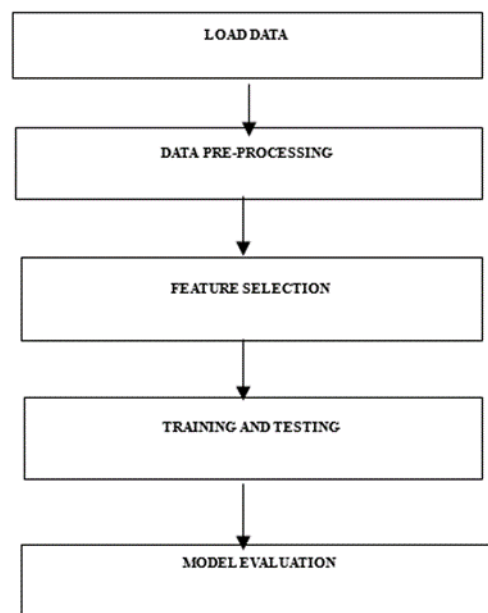 LOAD DATA
DATA PRE-PROCESSING
FEATURE SELECTION
TRAINING AND TESTING
MODEL EVALUATION